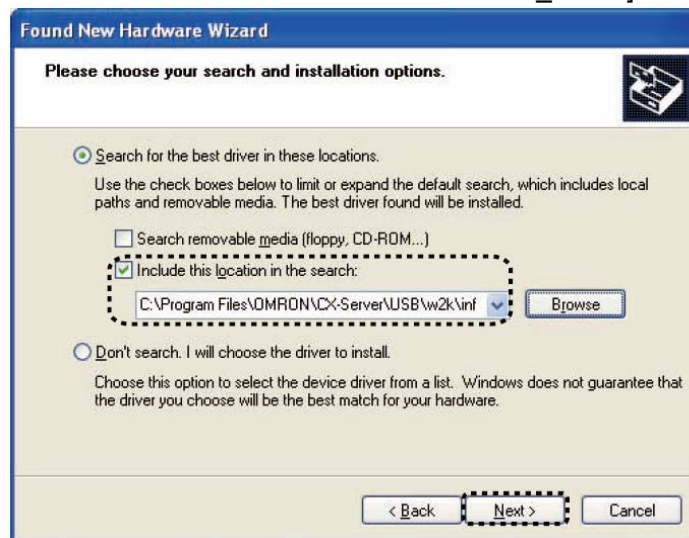 Found New Hardware Wizard
Please choose your search and installation options.
Search for the best driver in these locations.
Use the check boxes below to limit or expand the default search, which includes local
paths and removable media. The best driver found will be installed.
Search removable media (floppy, CD-ROM...)
Include this location in the search:
C:\Program Files\OMRON\CX-Server\USB\w2k\inf
Browse
Don't search. I will choose the driver to install.
Choose this option to select the device driver from a list. Windows does not guarantee that
the driver you choose will be the best match for your hardware.
< Back Next > Cancel